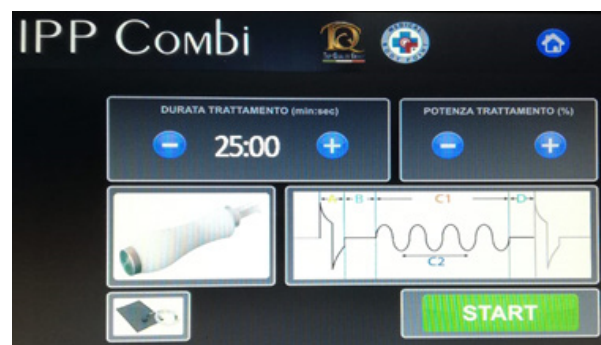 IPP COMBI
DURATA TRATTAMENTO (min:sec)
25:00
POTENZA TRATTAMENTO (%)
A
B
C1
D
C2
START